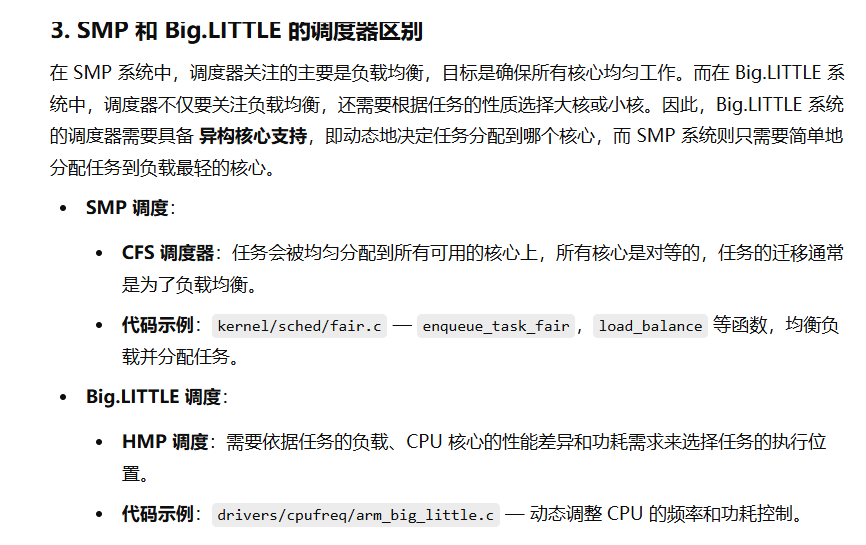 3. SMP 和 Big.LITTLE 的调度器区别
在 SMP 系统中，调度器关注的主要是负载均衡，目标是确保所有核心均匀工作。而在 Big.LITTLE 系
统中，调度器不仅要关注负载均衡，还需要根据任务的性质选择大核或小核。因此，Big.LITTLE 系统
的调度器需要具备 异构核心支持，即动态地决定任务分配到哪个核心，而 SMP 系统则只需要简单地
分配任务到负载最轻的核心。
• SMP 调度：
• CFS 调度器：任务会被均匀分配到所有可用的核心上，所有核心是对等的，任务的迁移通常
是为了负载均衡。
• 代码示例：kernel/sched/fair.c — enqueue_task_fair，load_balance 等函数，均衡负
载并分配任务。
• Big.LITTLE 调度：
• HMP 调度：需要依据任务的负载、CPU 核心的性能差异和功耗需求来选择任务的执行位
置。
• 代码示例：drivers/cpufreq/arm_big_little.c — 动态调整 CPU 的频率和功耗控制。